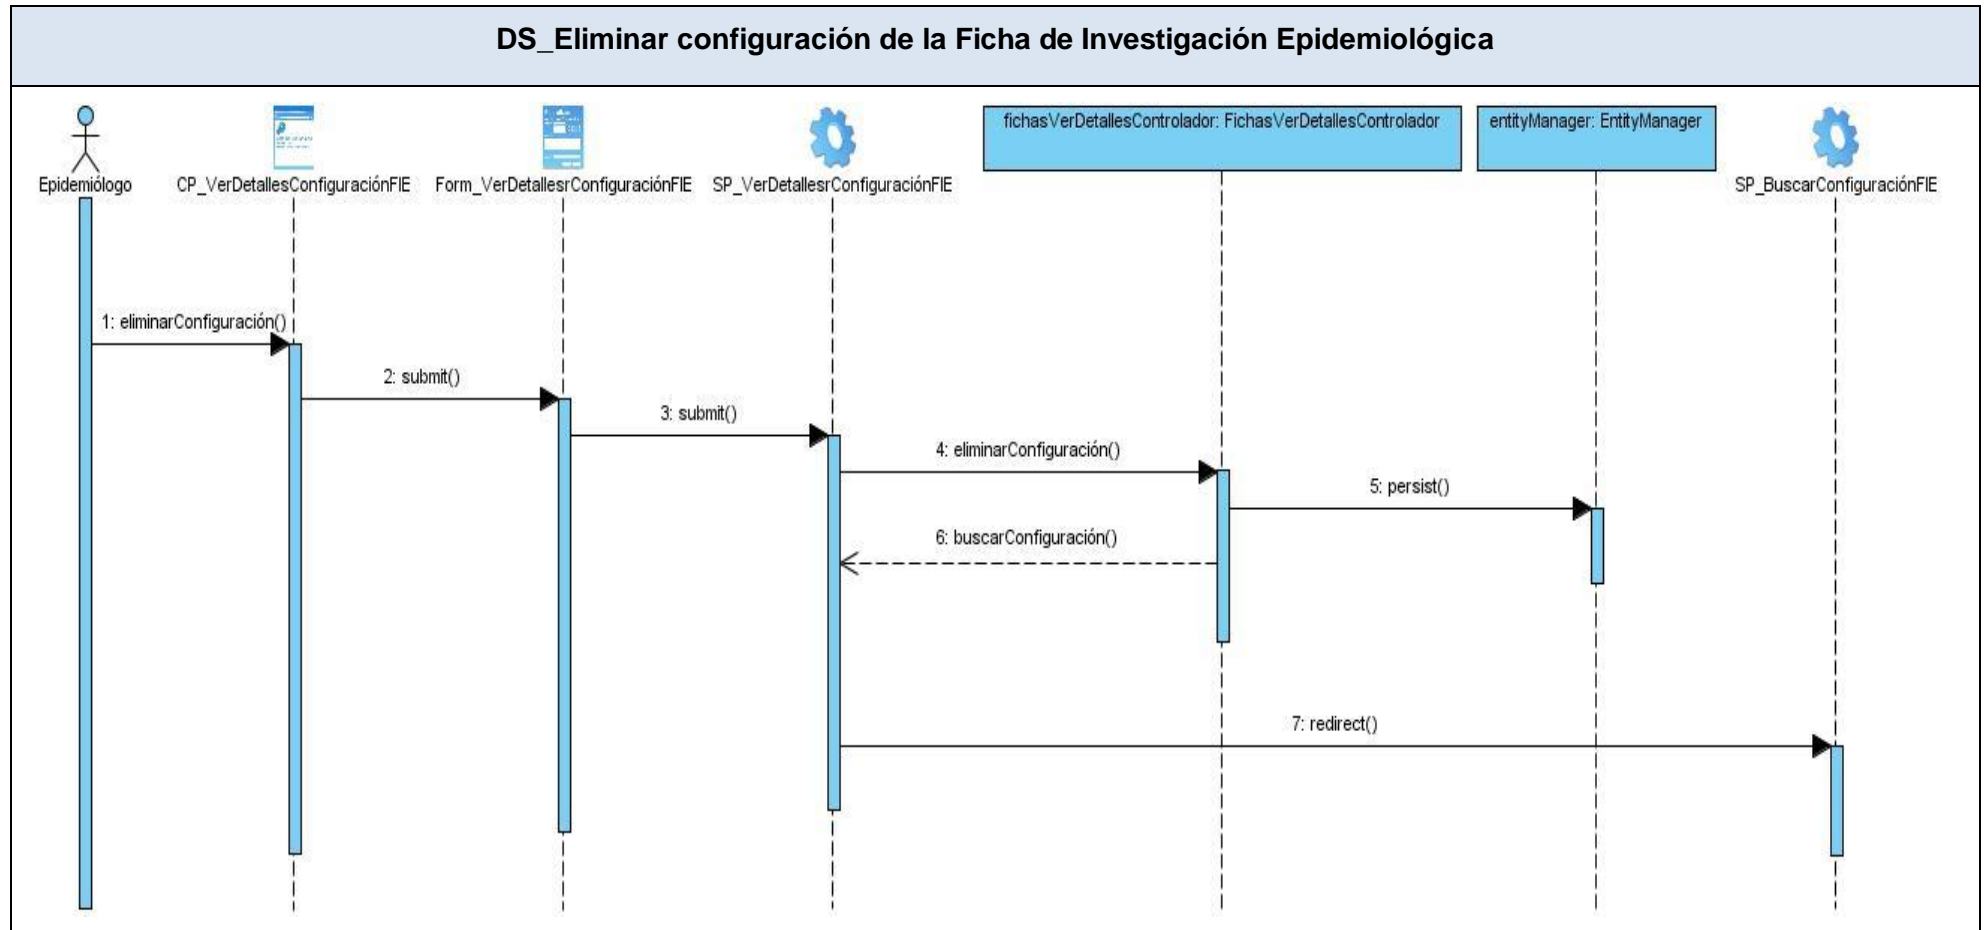 DS_Eliminar configuración de la Ficha de Investigación Epidemiológica
fichasVerDetallesControlador: FichasVerDetallesControlador
entityManager: EntityManager
Epidemiólogo
CP_VerDetallesConfiguraciónFIE
Form_VerDetallesrConfiguraciónFIE
SP_VerDetallesrConfiguraciónFIE
SP_BuscarConfiguraciónFIE
1: eliminarConfiguración()
2: submit()
3: submit()
4: eliminarConfiguración()
5: persist()
6: buscarConfiguración()
7: redirect()